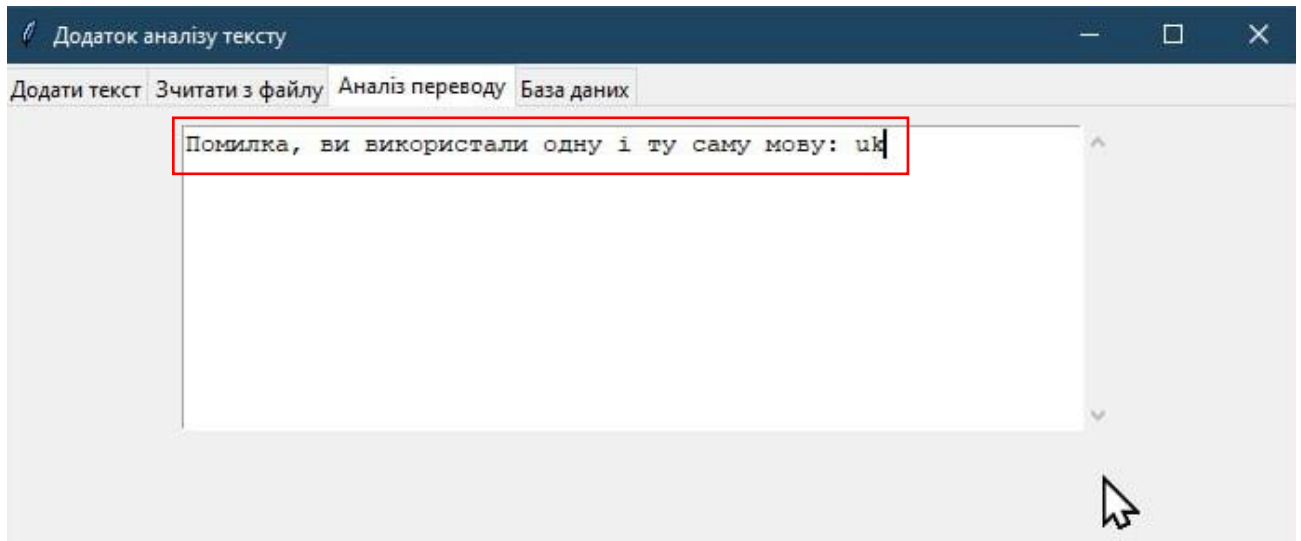 Додаток аналізу тексту
Додати текст Зчитати з файлу Аналіз переводу База даних
Помилка, ви використали одну і ту саму мову: uk